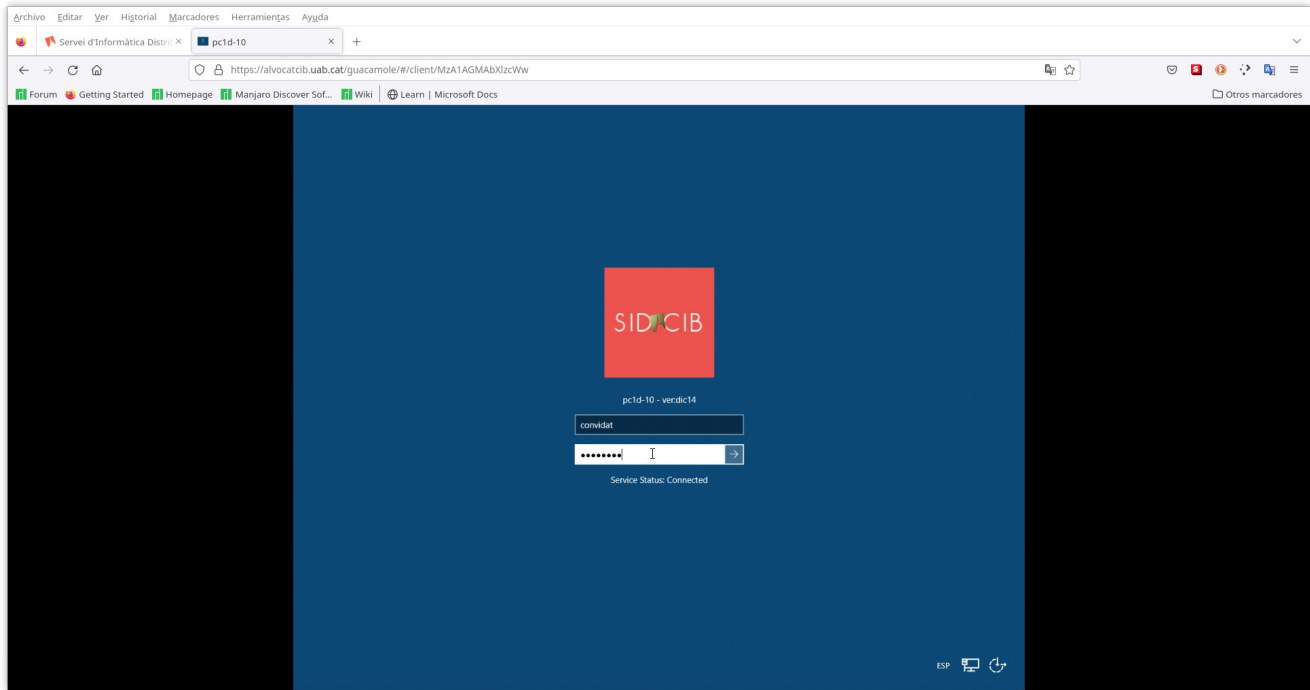 Archivo Editar Ver Historial Marcadores Herramientas Ayuda
Servei d'Informàtica Distri pc1d-10
https://alvocatcib.uab.cat/guacamole/#/client/MzA1AGMAbXlzcWw
Forum Getting Started Homepage Manjaro Discover Sof... Wiki Learn | Microsoft Docs Otros marcadores
SID CIB
pc1d-10 - ver:dic14
convidat
••••••••
Service Status: Connected
ESP